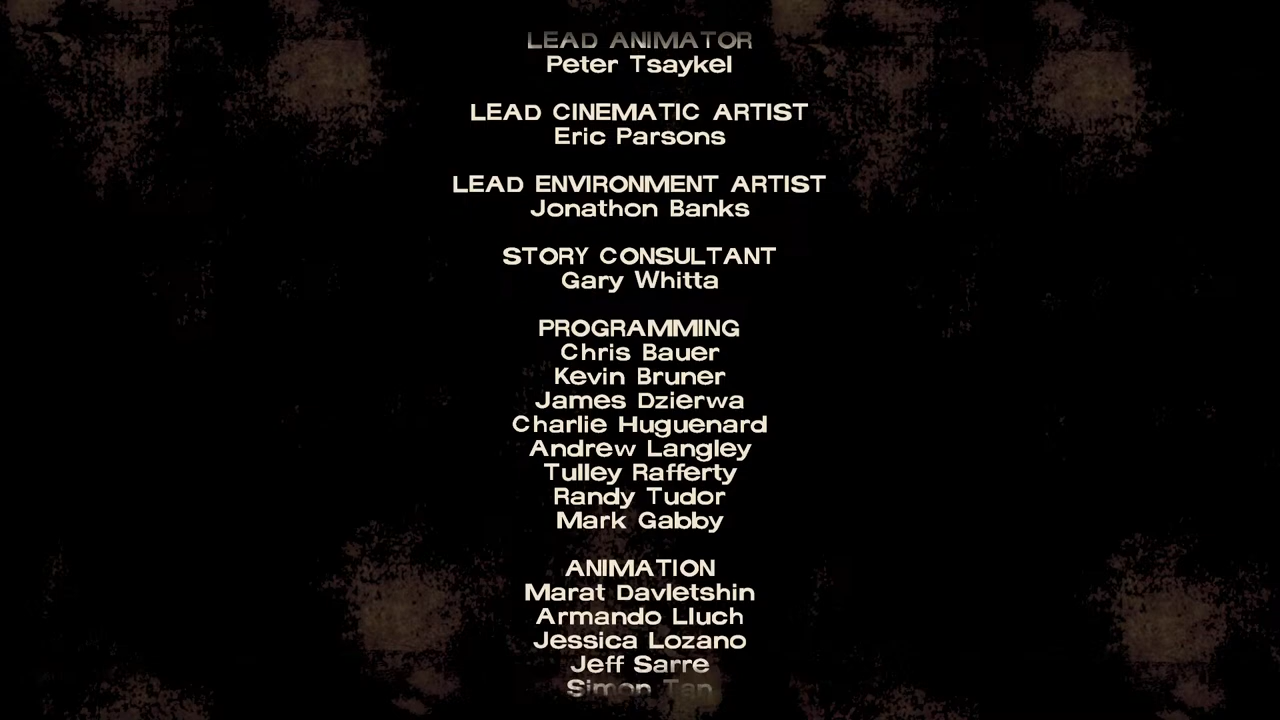 LEAD ANIMATOR
Peter Tsaykel
LEAD CINEMATIC ARTIST
Eric Parsons
LEAD ENVIRONMENT ARTIST
Jonathon Banks
STORY CONSULTANT
Gary Whitta
PROGRAMMING
Chris Bauer
Kevin Bruner
James Dzierwa
Charlie Huguenard
Andrew Langley
Tulley Rafferty
Randy Tudor
Mark Gabby
ANIMATION
Marat Davletshin
Armando Lluch
Jessica Lozano
Jeff Sarre
Simon Tan